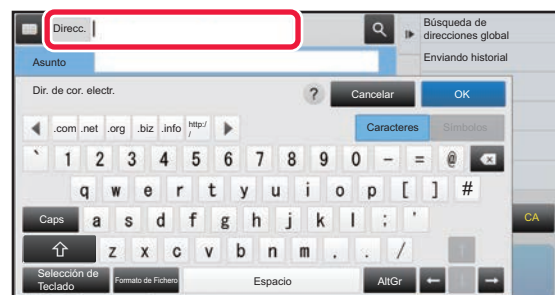 Direcc.
Búsqueda de
direcciones global
Asunto
Enviando historial
Dir. de cor. electr.
?
Cancelar
OK
.com .net .org .biz .info http:/
/
Caracteres
Símbolos
` 1 2 3 4 5 6 7 8 9 0 - = @
q w e r t y u i o p [ ] #
Caps a s d f g h j k l ; '
CA
z x c v b n m , . /
Selección de
Teclado
Formato de Fichero
Espacio
AltGr